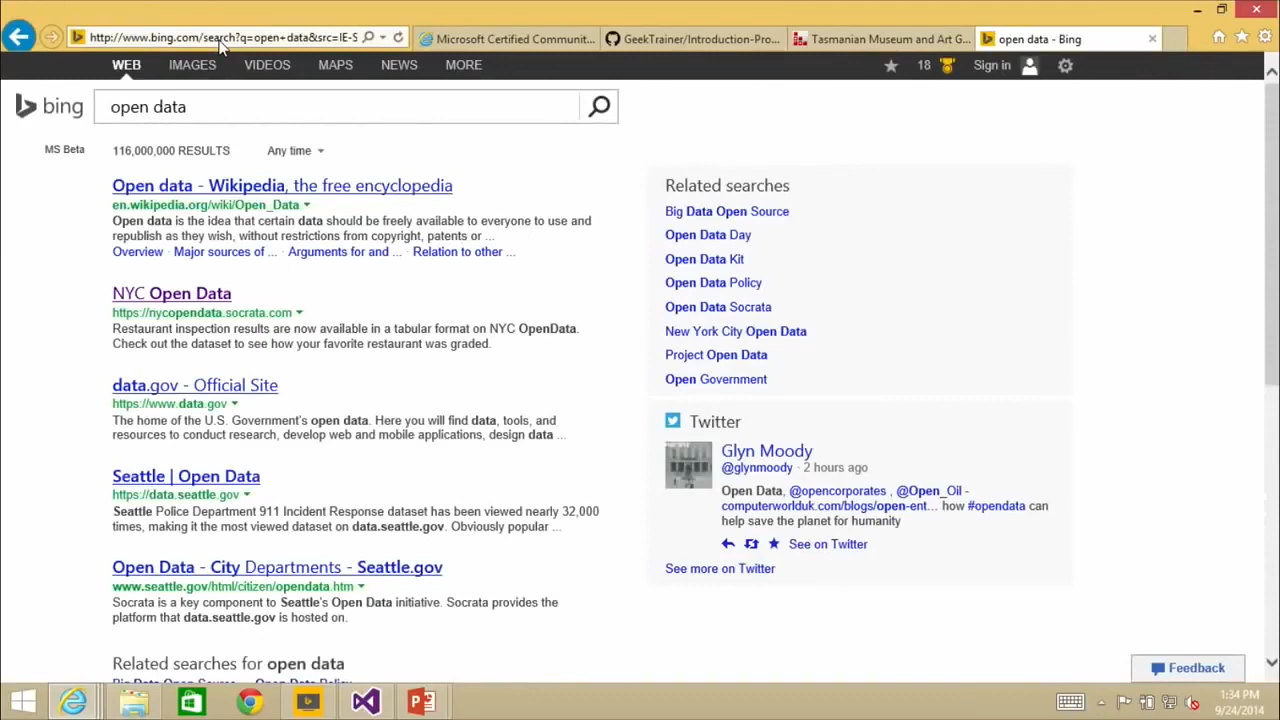 http://www.bing.com/search?q=open+data&src=IE-S
Microsoft Certified Communit...
GeekTrainer/Introduction-Pro...
Tasmanian Museum and Art G...
open data - Bing
WEB IMAGES VIDEOS MAPS NEWS MORE
18 Sign in
bing open data
MS Beta 116,000,000 RESULTS Any time
Open data - Wikipedia, the free encyclopedia
en.wikipedia.org/wiki/Open_Data
Open data is the idea that certain data should be freely available to everyone to use and
republish as they wish, without restrictions from copyright, patents or ...
Overview · Major sources of ... · Arguments for and ... · Relation to other ...
NYC Open Data
https://nycopendata.socrata.com
Restaurant inspection results are now available in a tabular format on NYC OpenData.
Check out the dataset to see how your favorite restaurant was graded.
data.gov - Official Site
https://www.data.gov
The home of the U.S. Government's open data. Here you will find data, tools, and
resources to conduct research, develop web and mobile applications, design data ...
Seattle | Open Data
https://data.seattle.gov
Seattle Police Department 911 Incident Response dataset has been viewed nearly 32,000
times, making it the most viewed dataset on data.seattle.gov. Obviously popular ...
Open Data - City Departments - Seattle.gov
www.seattle.gov/html/citizen/opendata.htm
Socrata is a key component to Seattle's Open Data initiative. Socrata provides the
platform that data.seattle.gov is hosted on.
Related searches for open data
Big Data Open Source Open Data Policy
Related searches
Big Data Open Source
Open Data Day
Open Data Kit
Open Data Policy
Open Data Socrata
New York City Open Data
Project Open Data
Open Government
Twitter
Glyn Moody
@glynmoody · 2 hours ago
Open Data, @opencorporates , @Open_Oil -
computerworlduk.com/blogs/open-ent... how #opendata can
help save the planet for humanity
See on Twitter
See more on Twitter
Feedback
1:34 PM
9/24/2014